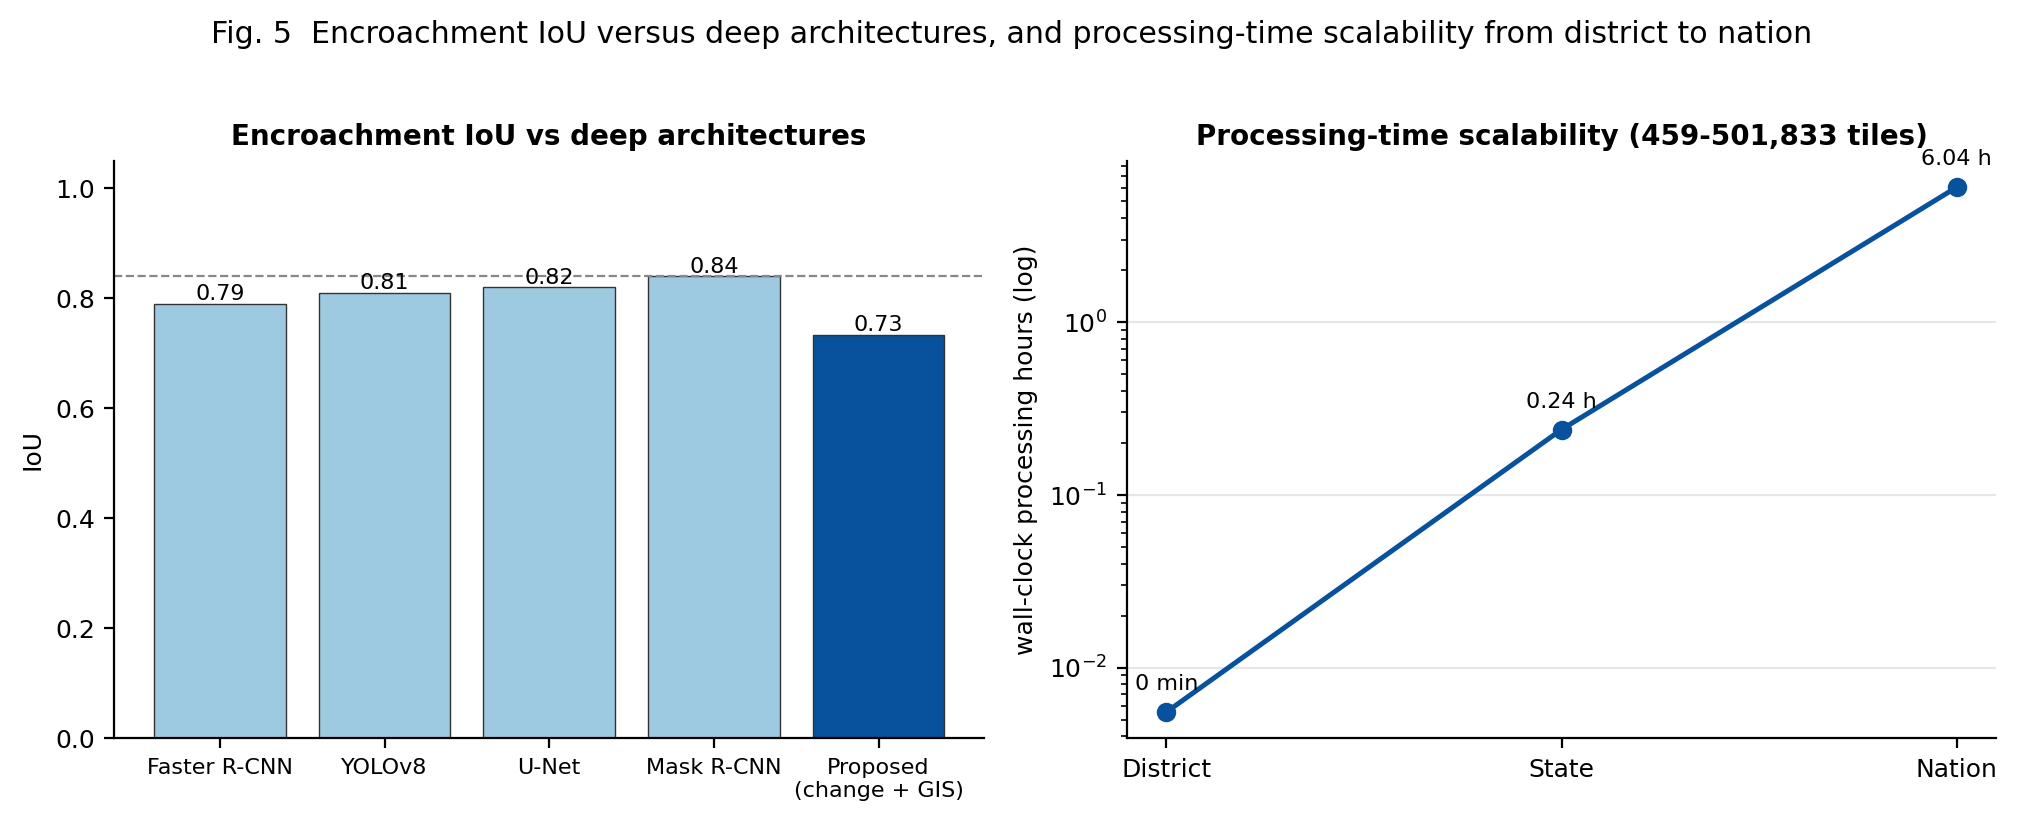 Fig. 5  Encroachment IoU versus deep architectures, and processing-time scalability from district to nation
Encroachment IoU vs deep architectures
IoU
1.0
0.8
0.6
0.4
0.2
0.0
0.79
0.81
0.82
0.84
0.73
Faster R-CNN
YOLOv8
U-Net
Mask R-CNN
Proposed
(change + GIS)
Processing-time scalability (459-501,833 tiles)
wall-clock processing hours (log)
10⁰
10⁻¹
10⁻²
0 min
0.24 h
6.04 h
District
State
Nation